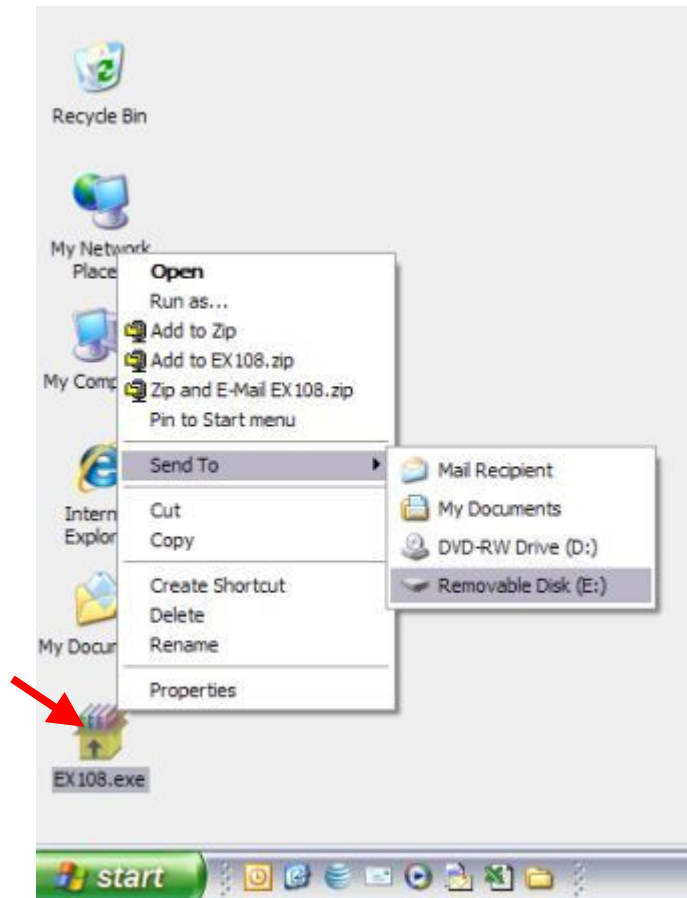 Recycle Bin
My Network
Place
My Comp
Intern
Explor
My Docum
EX108.exe
Open
Run as...
Add to Zip
Add to EX108.zip
Zip and E-Mail EX108.zip
Pin to Start menu
Send To
Cut
Copy
Create Shortcut
Delete
Rename
Properties
Mail Recipient
My Documents
DVD-RW Drive (D:)
Removable Disk (E:)
start